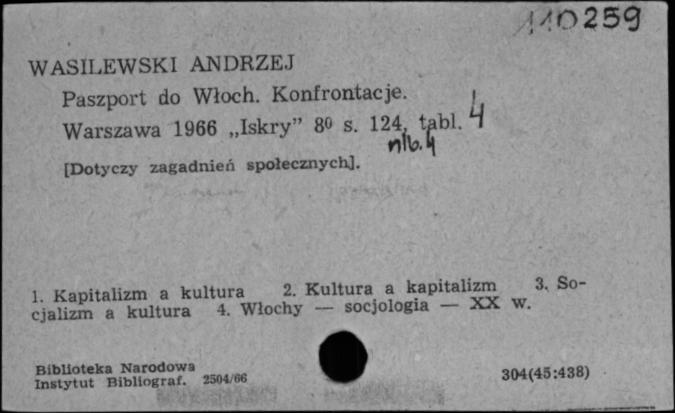 110259
WASILEWSKI ANDRZEJ
Paszport do Włoch. Konfrontacje.
Warszawa 1966 „Iskry” 8⁰ s. 124, tabl. 4
nlb. 4
[Dotyczy zagadnień społecznych].
1. Kapitalizm a kultura 2. Kultura a kapitalizm 3. So-
cjalizm a kultura 4. Włochy — socjologia — XX w.
Biblioteka Narodowa
Instytut Bibliograf. 2504/66
304(45:438)